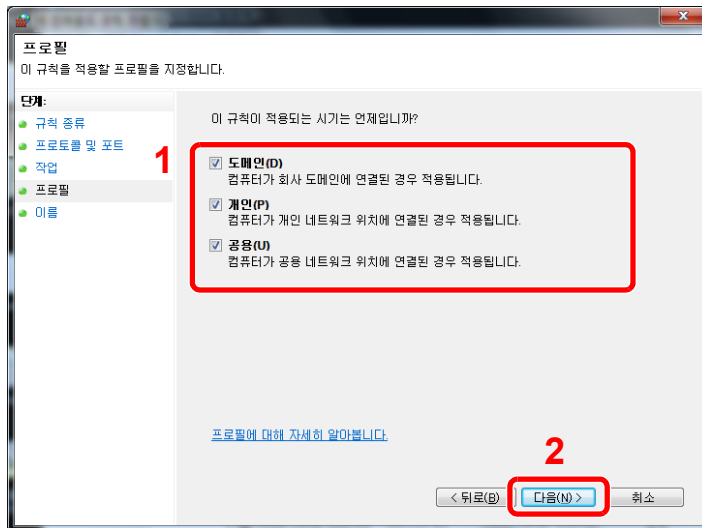 프로필
이 규칙을 적용할 프로필을 지정합니다.
단계:
규칙 종류
프로토콜 및 포트
작업
프로필
이름
이 규칙이 적용되는 시기는 언제입니까?
1
도메인(D)
컴퓨터가 회사 도메인에 연결된 경우 적용됩니다.
개인(P)
컴퓨터가 개인 네트워크 위치에 연결된 경우 적용됩니다.
공용(U)
컴퓨터가 공용 네트워크 위치에 연결된 경우 적용됩니다.
프로필에 대해 자세히 알아봅니다.
2
< 뒤로(B)
다음(N) >
취소